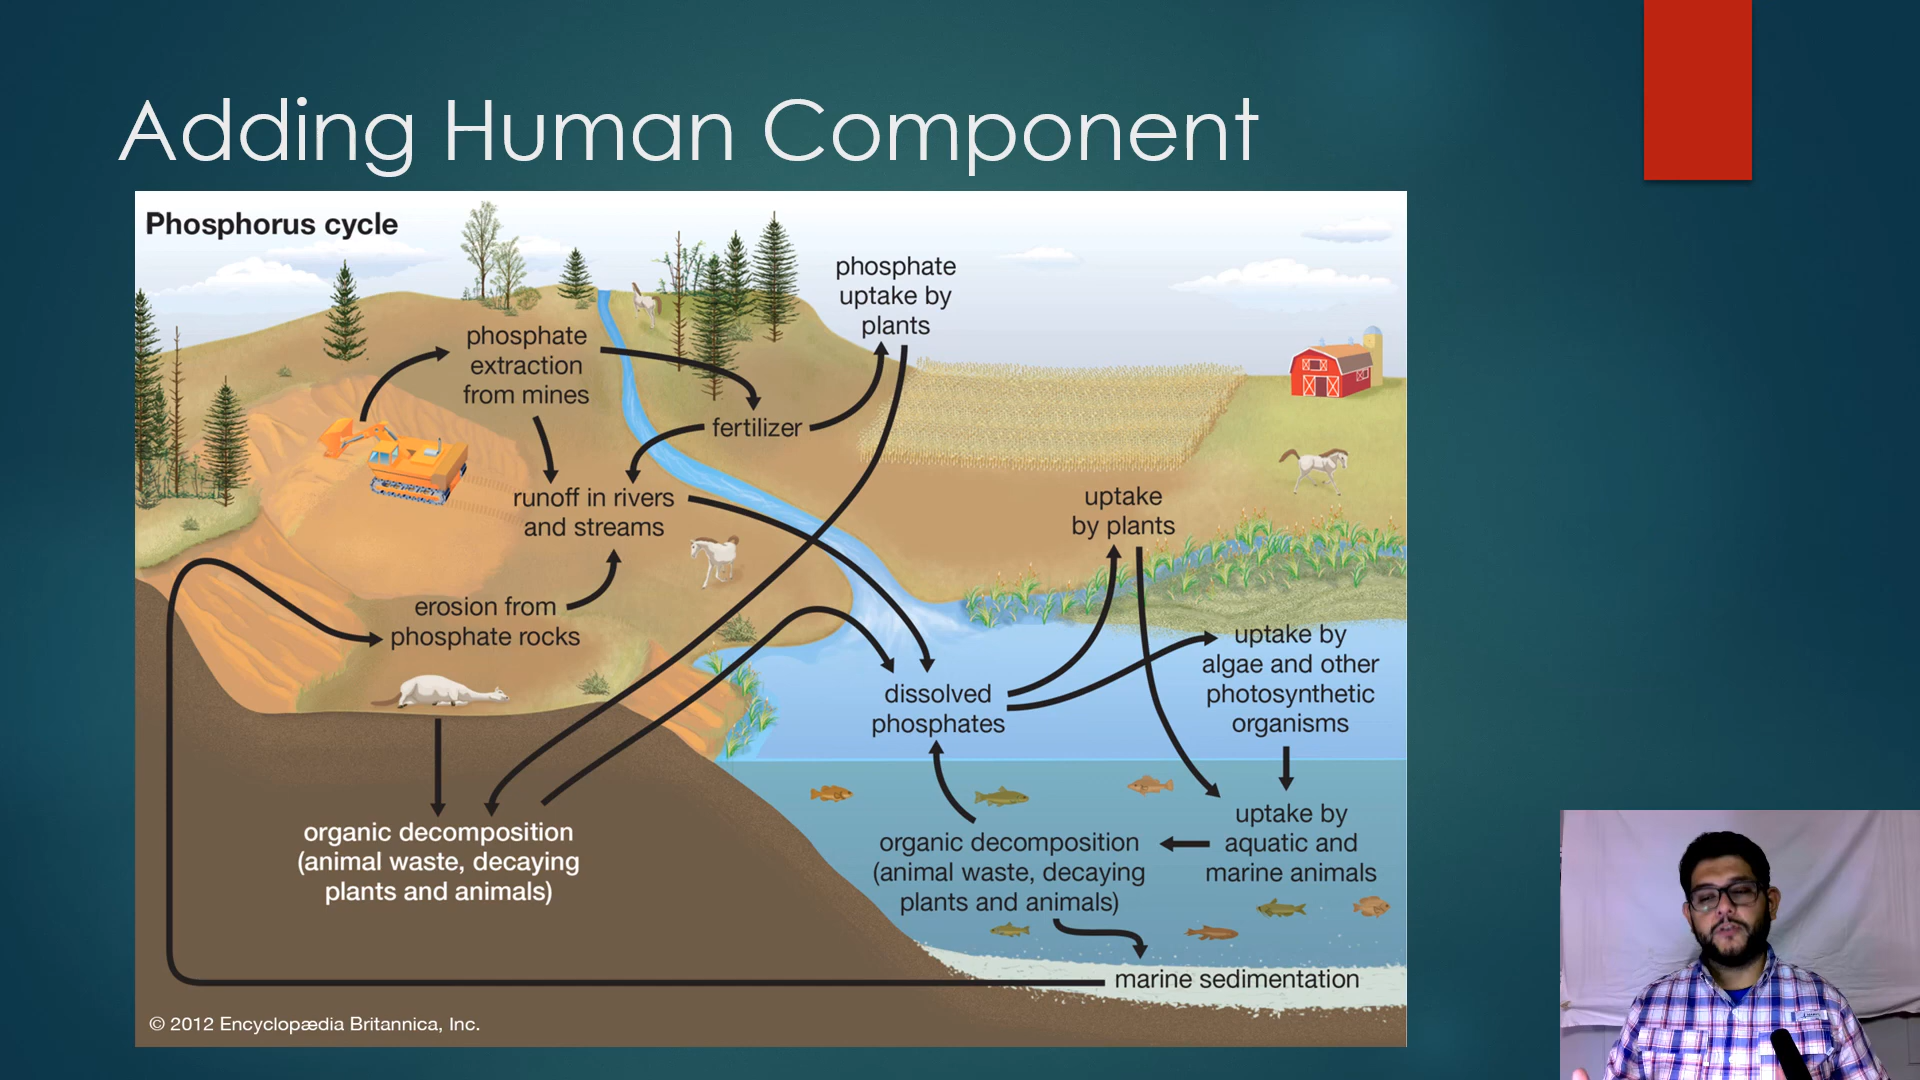 Adding Human Component
Phosphorus cycle
phosphate
uptake by
plants
phosphate
extraction
from mines
fertilizer
runoff in rivers
and streams
uptake
by plants
erosion from
phosphate rocks
uptake by
algae and other
photosynthetic
organisms
dissolved
phosphates
organic decomposition
(animal waste, decaying
plants and animals)
organic decomposition
(animal waste, decaying
plants and animals)
uptake by
aquatic and
marine animals
marine sedimentation
© 2012 Encyclopædia Britannica, Inc.